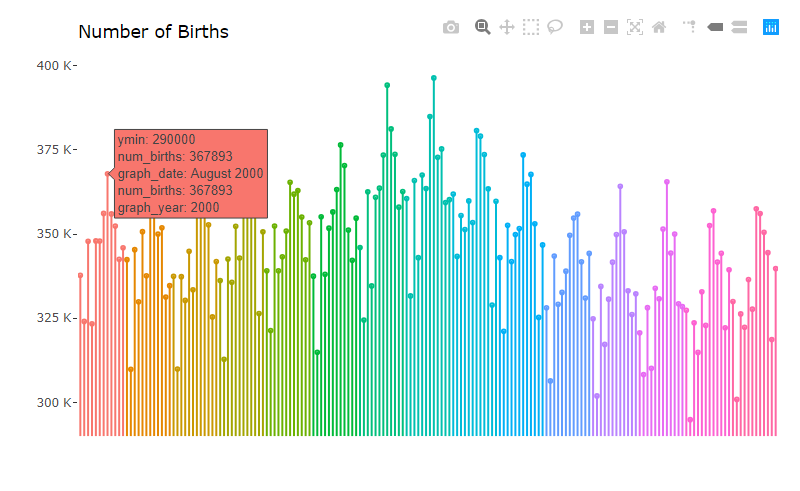 Number of Births
400 K-
375 K-
350 K-
325 K-
300 K-
ymin: 290000
num_births: 367893
graph_date: August 2000
num_births: 367893
graph_year: 2000